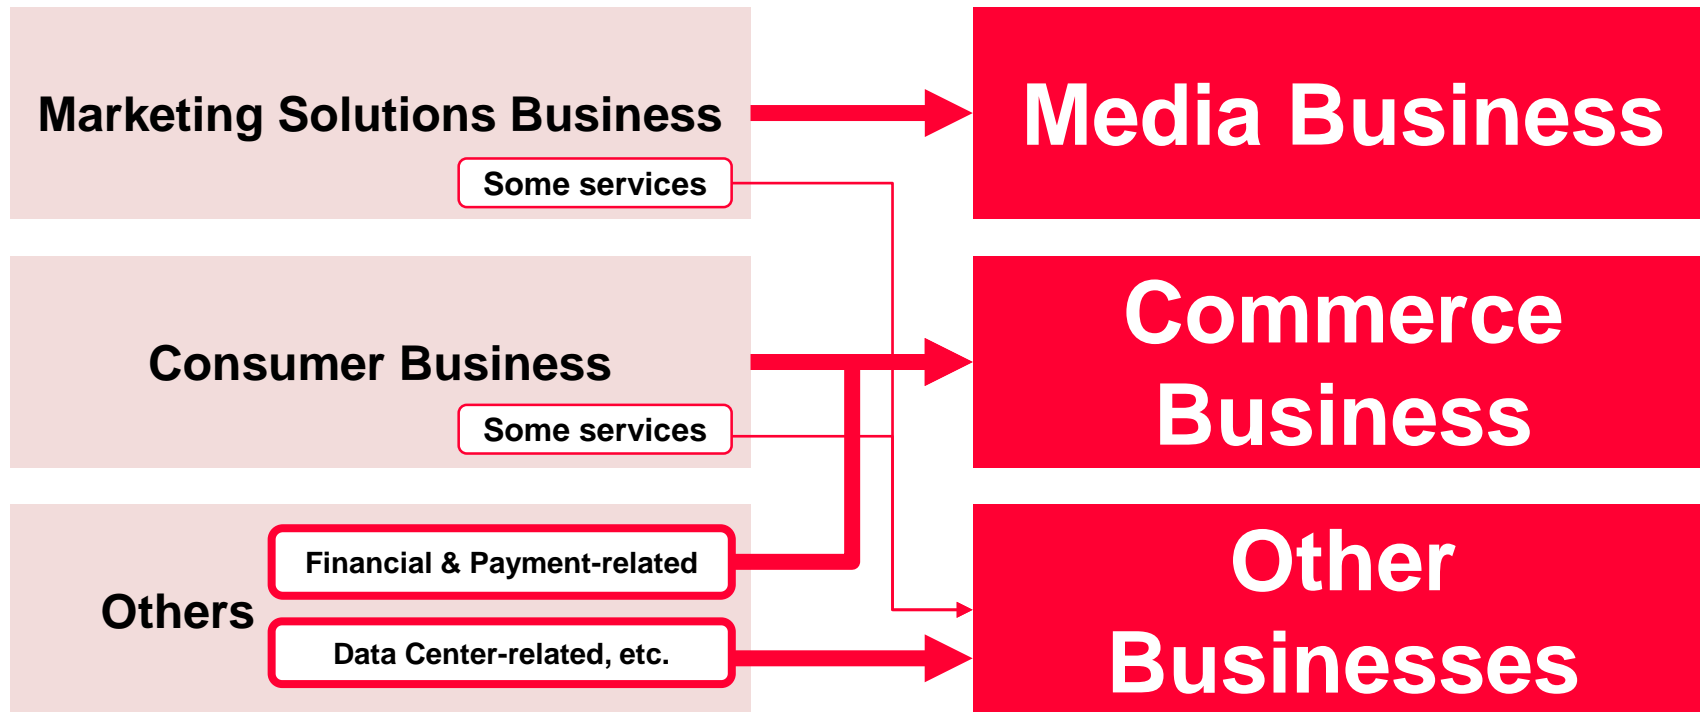 Marketing Solutions Business
Some services
Media Business
Consumer Business
Some services
Commerce
Business
Others
Financial & Payment-related
Data Center-related, etc.
Other
Businesses